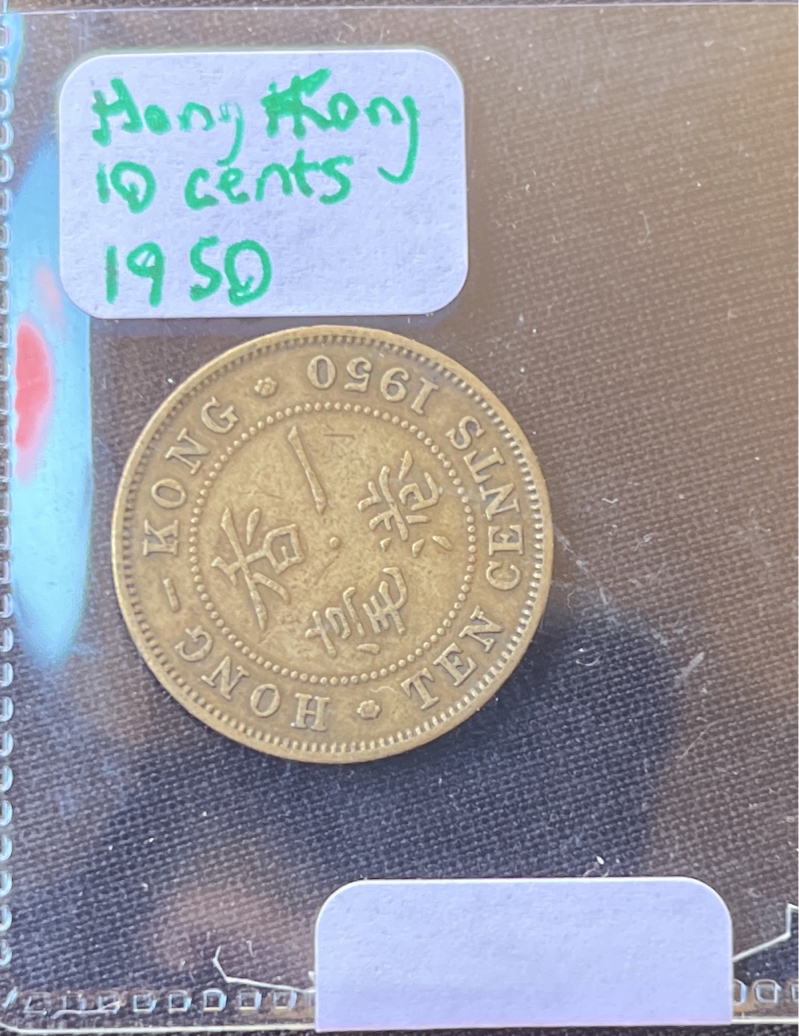 Hong Kong
10 cents
1950
HONG-KONG
1950
TEN CENTS
香港
一毫